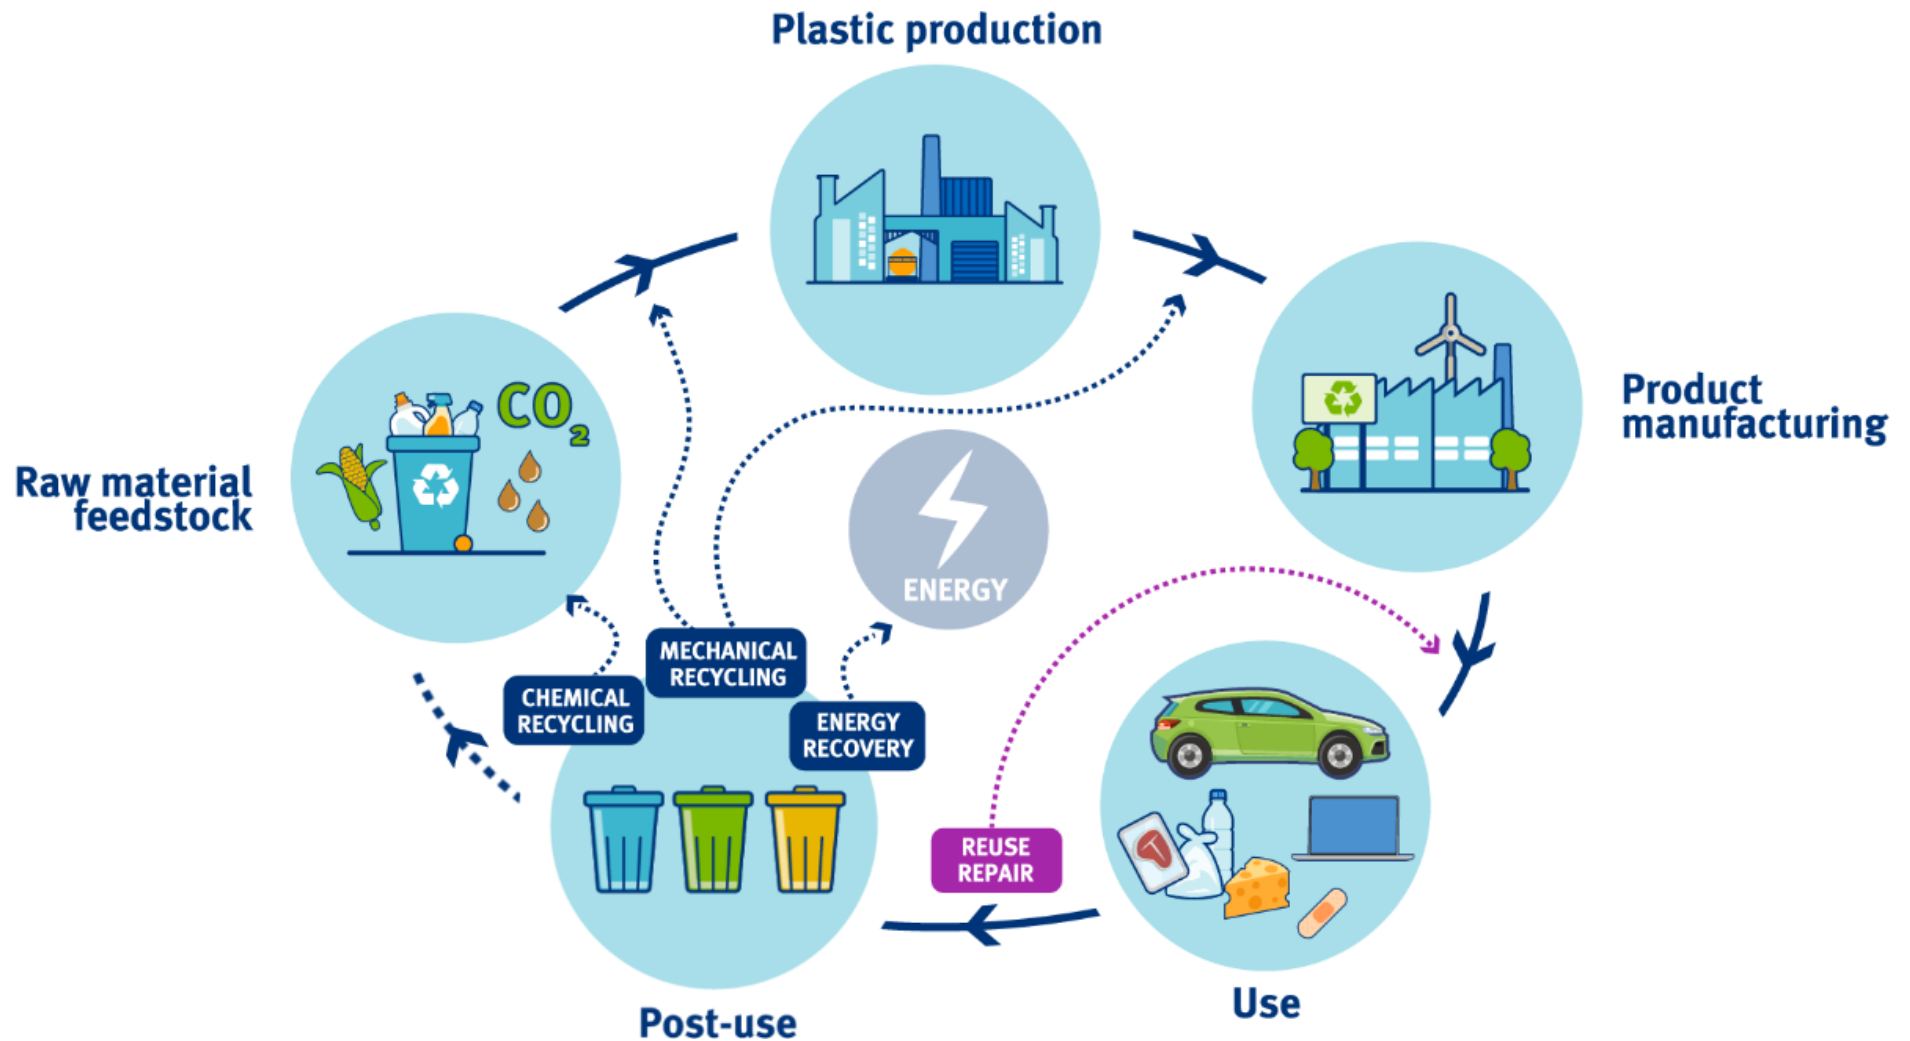 Plastic production
Product
manufacturing
CO2
Raw material
feedstock
ENERGY
MECHANICAL
RECYCLING
CHEMICAL
RECYCLING
ENERGY
RECOVERY
REUSE
REPAIR
Use
Post-use